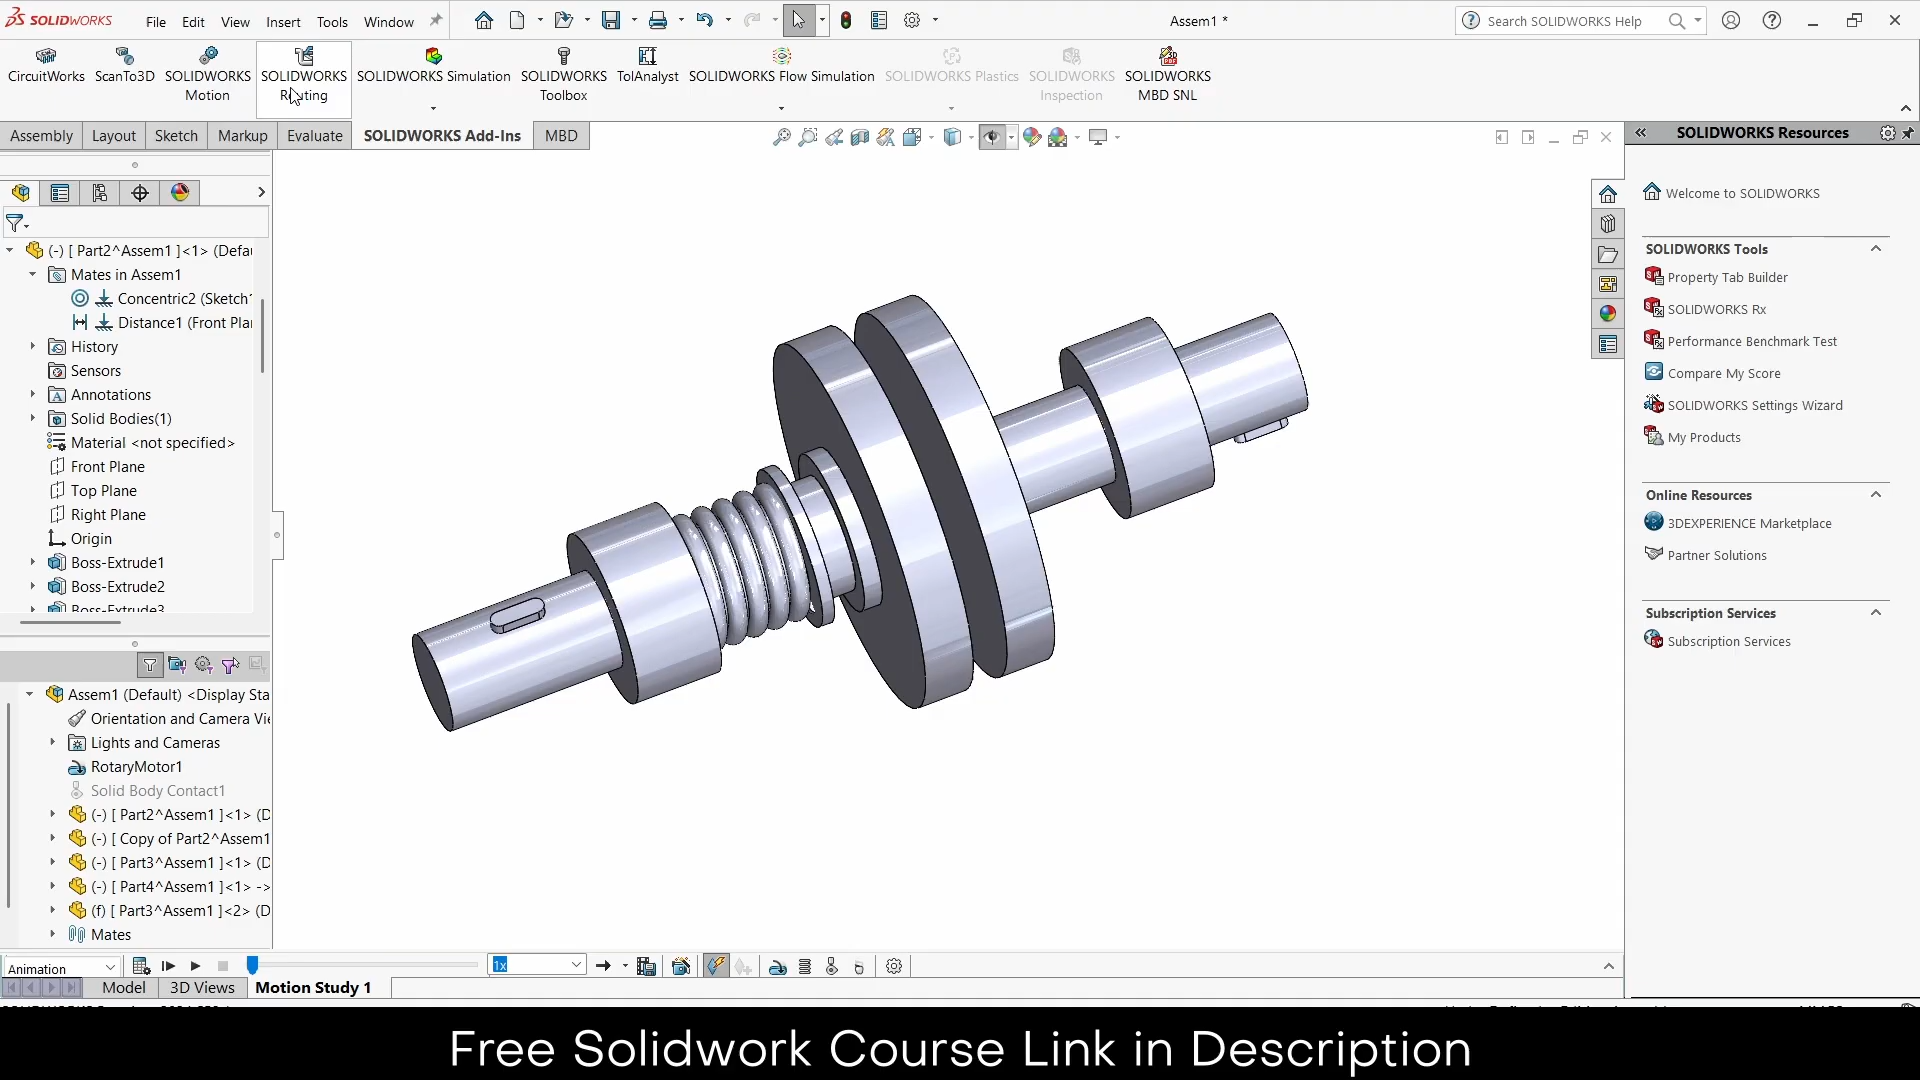 SOLIDWORKS
File Edit View Insert Tools Window
Assem1 *
Search SOLIDWORKS Help
CircuitWorks
ScanTo3D
SOLIDWORKS Motion
SOLIDWORKS Routing
SOLIDWORKS Simulation
SOLIDWORKS Toolbox
TolAnalyst
SOLIDWORKS Flow Simulation
SOLIDWORKS Plastics
SOLIDWORKS Inspection
SOLIDWORKS MBD SNL
Assembly Layout Sketch Markup Evaluate SOLIDWORKS Add-Ins MBD
(-) [ Part2^Assem1 ]<1> (Defau
Mates in Assem1
Concentric2 (Sketch1
Distance1 (Front Plan
History
Sensors
Annotations
Solid Bodies(1)
Material <not specified>
Front Plane
Top Plane
Right Plane
Origin
Boss-Extrude1
Boss-Extrude2
Boss-Extrude3
Assem1 (Default) <Display Sta
Orientation and Camera Vie
Lights and Cameras
RotaryMotor1
Solid Body Contact1
(-) [ Part2^Assem1 ]<1> (D
(-) [ Copy of Part2^Assem1
(-) [ Part3^Assem1 ]<1> (D
(-) [ Part4^Assem1 ]<1> ->
(f) [ Part3^Assem1 ]<2> (D
Mates
Animation
1x
Model 3D Views Motion Study 1
SOLIDWORKS Resources
Welcome to SOLIDWORKS
SOLIDWORKS Tools
Property Tab Builder
SOLIDWORKS Rx
Performance Benchmark Test
Compare My Score
SOLIDWORKS Settings Wizard
My Products
Online Resources
3DEXPERIENCE Marketplace
Partner Solutions
Subscription Services
Subscription Services
Free Solidwork Course Link in Description